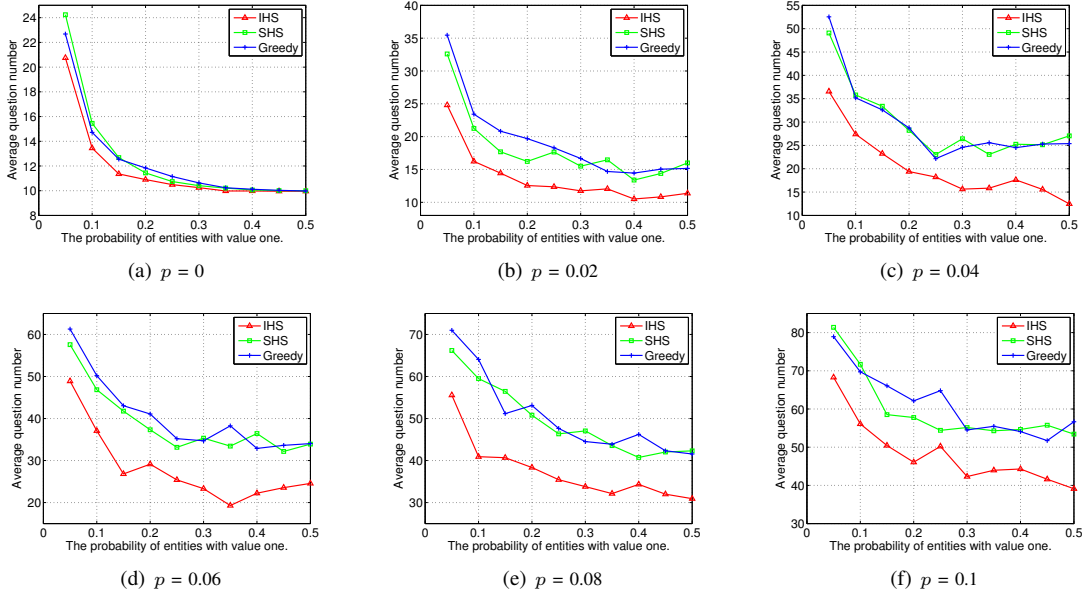 24
22
20
18
16
14
12
10
8
Average question number
0
0.1
0.2
0.3
0.4
0.5
The probability of entities with value one.
IHS
SHS
Greedy
(a) p = 0
40
35
30
25
20
15
10
Average question number
0
0.1
0.2
0.3
0.4
0.5
The probability of entities with value one.
IHS
SHS
Greedy
(b) p = 0.02
55
50
45
40
35
30
25
20
15
10
Average question number
0
0.1
0.2
0.3
0.4
0.5
The probability of entities with value one.
IHS
SHS
Greedy
(c) p = 0.04
60
50
40
30
20
Average question number
0
0.1
0.2
0.3
0.4
0.5
The probability of entities with value one.
IHS
SHS
Greedy
(d) p = 0.06
70
60
50
40
30
Average question number
0
0.1
0.2
0.3
0.4
0.5
The probability of entities with value one.
IHS
SHS
Greedy
(e) p = 0.08
80
70
60
50
40
30
Average question number
0
0.1
0.2
0.3
0.4
0.5
The probability of entities with value one.
IHS
SHS
Greedy
(f) p = 0.1